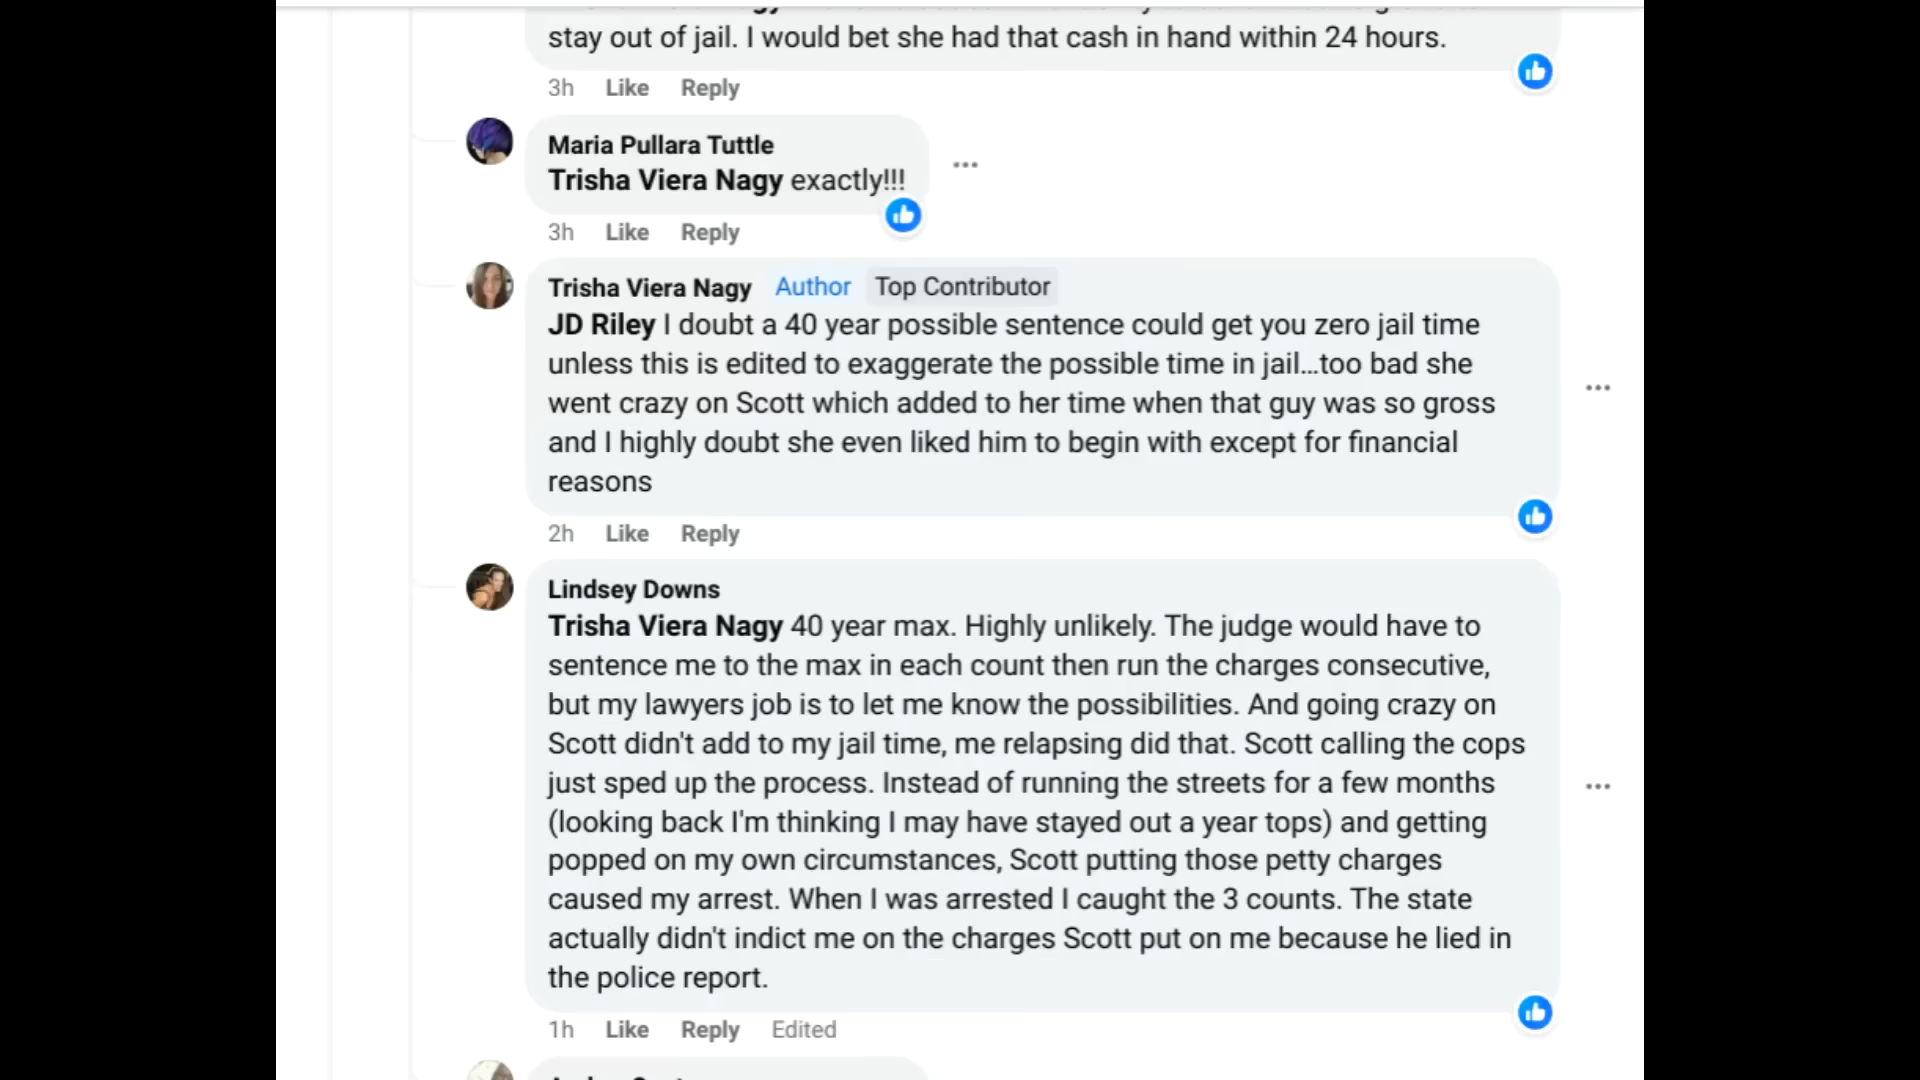 stay out of jail. I would bet she had that cash in hand within 24 hours.
3h Like Reply
Maria Pullara Tuttle
Trisha Viera Nagy exactly!!!
3h Like Reply
Trisha Viera Nagy Author Top Contributor
JD Riley I doubt a 40 year possible sentence could get you zero jail time
unless this is edited to exaggerate the possible time in jail...too bad she
went crazy on Scott which added to her time when that guy was so gross
and I highly doubt she even liked him to begin with except for financial
reasons
2h Like Reply
Lindsey Downs
Trisha Viera Nagy 40 year max. Highly unlikely. The judge would have to
sentence me to the max in each count then run the charges consecutive,
but my lawyers job is to let me know the possibilities. And going crazy on
Scott didn't add to my jail time, me relapsing did that. Scott calling the cops
just sped up the process. Instead of running the streets for a few months
(looking back I'm thinking I may have stayed out a year tops) and getting
popped on my own circumstances, Scott putting those petty charges
caused my arrest. When I was arrested I caught the 3 counts. The state
actually didn't indict me on the charges Scott put on me because he lied in
the police report.
1h Like Reply Edited